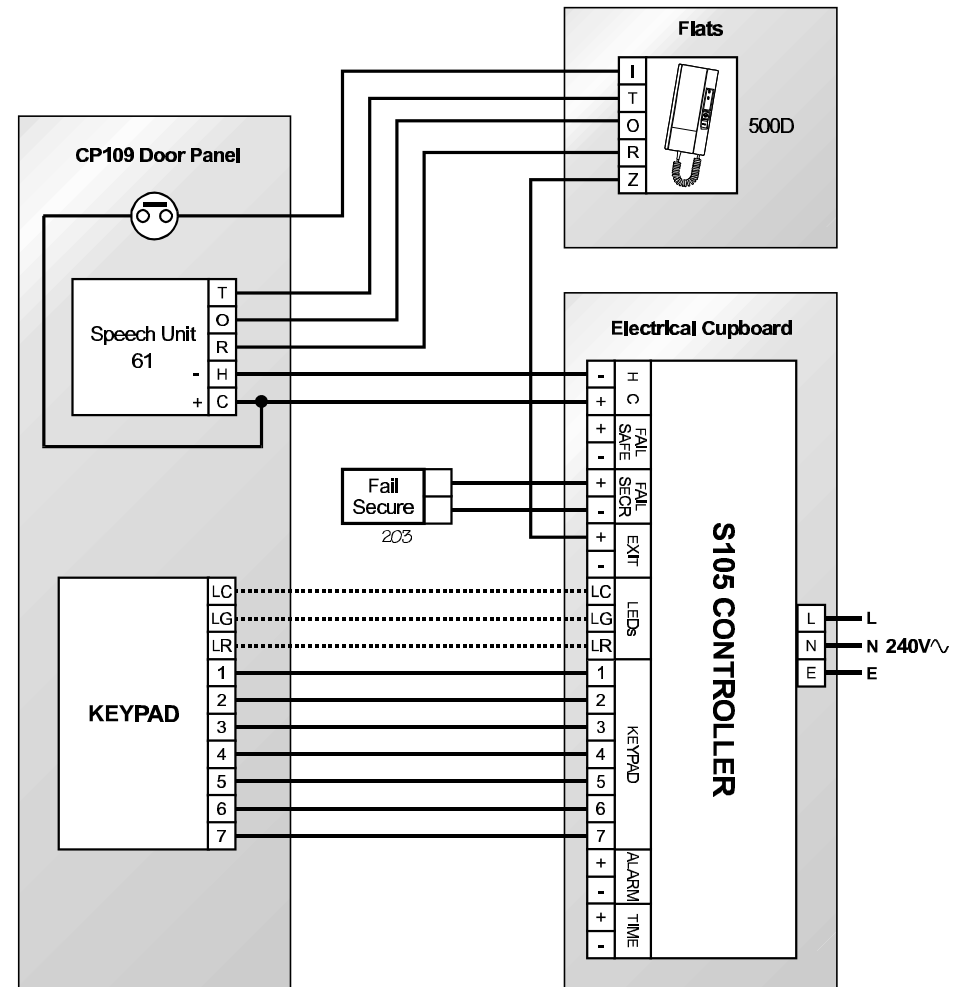 Flats
I
T
O
R
Z
500D
CP109 Door Panel
Speech Unit
61
T
O
R
- H
+ C
Electrical Cupboard
-
+
H
C
+
-
FAIL
SAFE
+
-
FAIL
SECR
+
-
EXIT
LC
LG
LR
LEDs
1
2
3
4
5
6
7
KEYPAD
+
-
ALARM
+
-
TIME
S105 CONTROLLER
L
N
E
L
N 240V
E
Fail
Secure
203
KEYPAD
LC
LG
LR
1
2
3
4
5
6
7